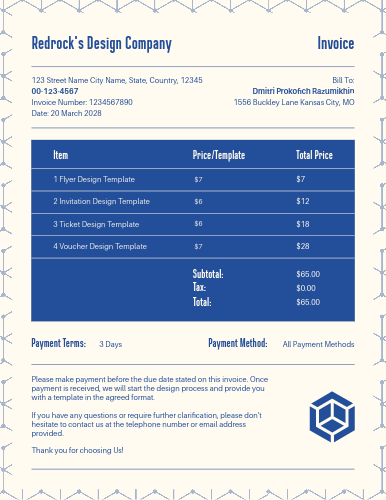 Redrock's Design Company Invoice
123 Street Name City Name, State, Country, 12345 Bill To:
00-123-4567 Dmitri Prokofich Razumikhin
Invoice Number: 1234567890 1556 Buckley Lane Kansas City, MO
Date: 20 March 2028
Item Price/Template Total Price
1 Flyer Design Template $7 $7
2 Invitation Design Template $6 $12
3 Ticket Design Template $6 $18
4 Voucher Design Template $7 $28
Subtotal: $65.00
Tax: $0.00
Total: $65.00
Payment Terms: 3 Days Payment Method: All Payment Methods
Please make payment before the due date stated on this invoice. Once
payment is received, we will start the design process and provide you
with a template in the agreed format.
If you have any questions or require further clarification, please don't
hesitate to contact us at the telephone number or email address
provided.
Thank you for choosing Us!